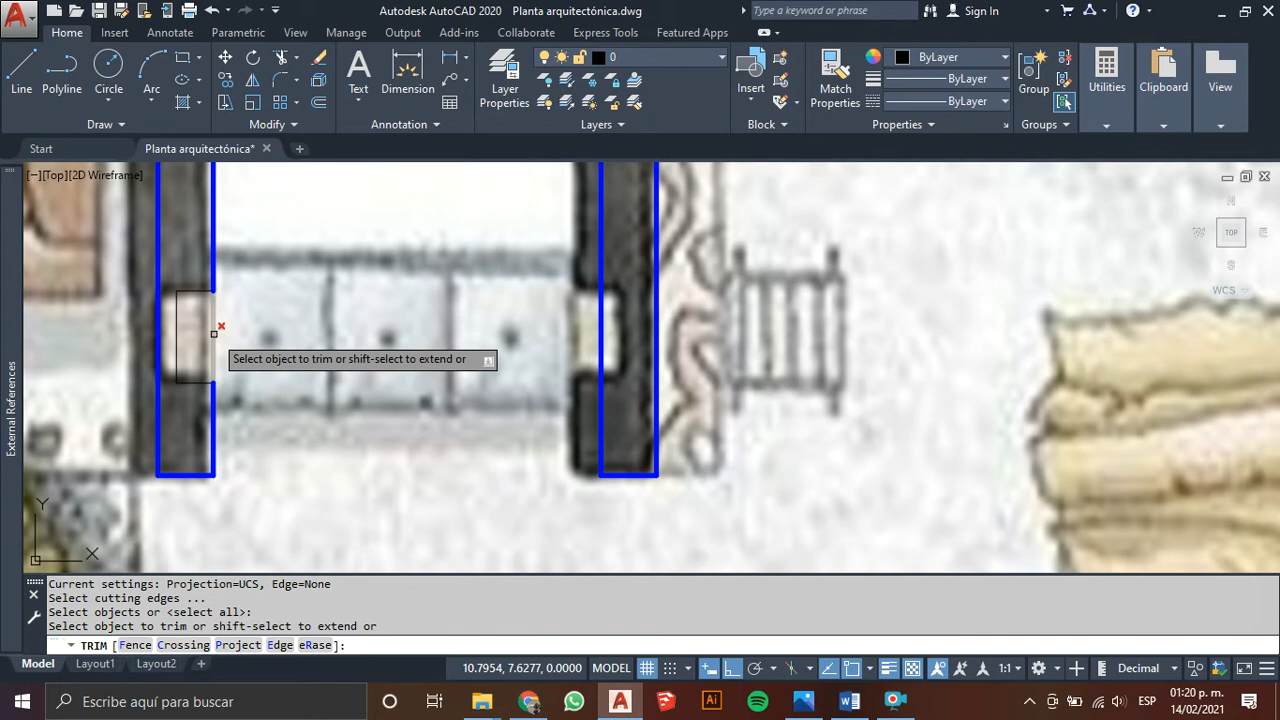 Autodesk AutoCAD 2020 Planta arquitectónica.dwg
Type a keyword or phrase
Sign In
Home Insert Annotate Parametric View Manage Output Add-ins Collaborate Express Tools Featured Apps
Line Polyline Circle Arc
Text Dimension
Layer Properties
0
Insert
Match Properties
ByLayer
ByLayer
ByLayer
Group
Utilities
Clipboard
View
Draw Modify Annotation Layers Block Properties Groups
Start Planta arquitectónica*
[−][Top][2D Wireframe]
N
W TOP E
S
WCS
External References
Select object to trim or shift-select to extend or
Y
X
Current settings: Projection=UCS, Edge=None
Select cutting edges ...
Select objects or <select all>:
Select object to trim or shift-select to extend or
TRIM [Fence Crossing Project Edge eRase]:
Model Layout1 Layout2
10.7954, 7.6277, 0.0000 MODEL 1:1 Decimal
Escribe aquí para buscar
ESP
01:20 p. m.
14/02/2021